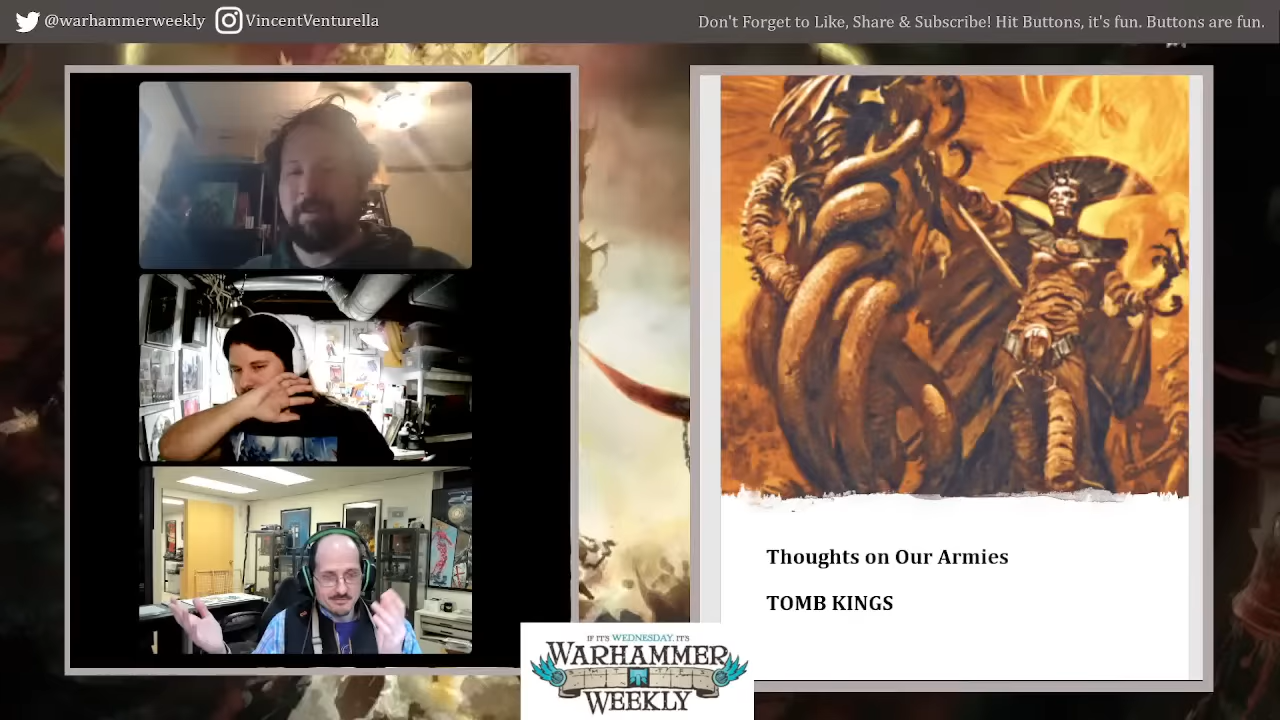 @warhammerweekly VincentVenturella
Don't Forget to Like, Share & Subscribe! Hit Buttons, it's fun. Buttons are fun.
Thoughts on Our Armies
TOMB KINGS
IF IT'S WEDNESDAY, IT'S
WARHAMMER
WEEKLY